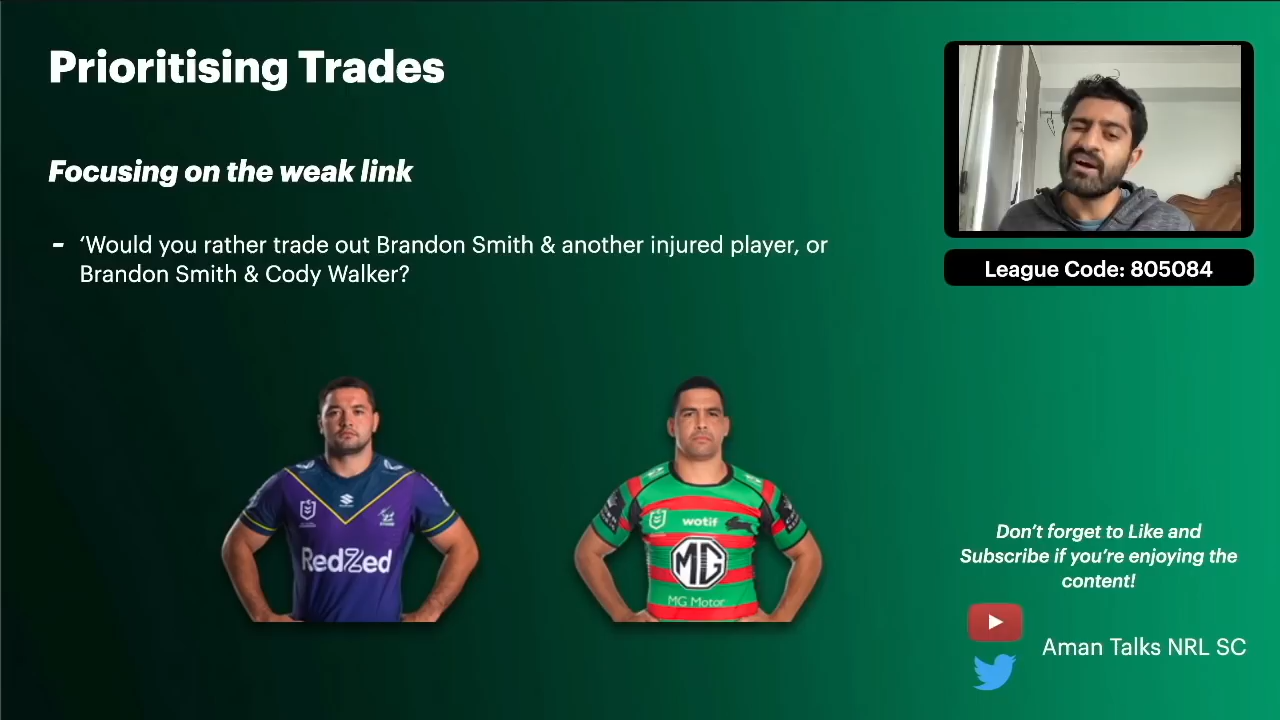 Prioritising Trades
Focusing on the weak link
- ‘Would you rather trade out Brandon Smith & another injured player, or
Brandon Smith & Cody Walker?
League Code: 805084
RedZed
wotif
MG
MG Motor
Don’t forget to Like and
Subscribe if you’re enjoying the
content!
Aman Talks NRL SC